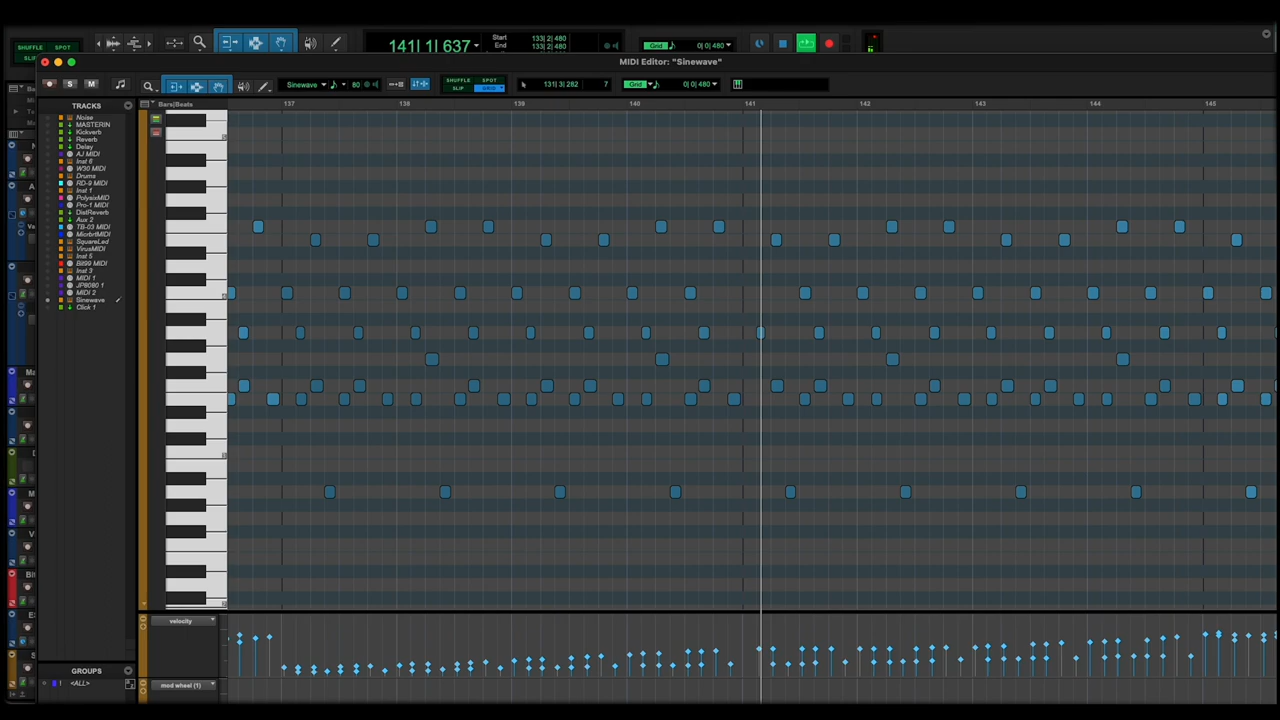 SHUFFLE SPOT
SLIP
141| 1| 637
Start
End
133| 2| 480
133| 2| 480
Grid
0| 0| 480
MIDI Editor: "Sinewave"
S
M
Sinewave
80
SHUFFLE SPOT
SLIP GRID
131| 3| 282
7
Grid
0| 0| 480
TRACKS
Bars|Beats
137
138
139
140
141
142
143
144
145
Noise
MASTERIN
Kickverb
Reverb
Delay
AJ MIDI
Inst 6
W30 MIDI
Drums
RD-9 MIDI
Inst 1
PolysixMID
Pro-1 MIDI
DistReverb
Aux 2
TB-03 MIDI
MicrbrtMIDI
SquareLed
VirusMIDI
Inst 5
Bit99 MIDI
Inst 3
MIDI 1
JP8080 1
MIDI 2
Sinewave
Click 1
velocity
mod wheel (1)
GROUPS
1 <ALL>